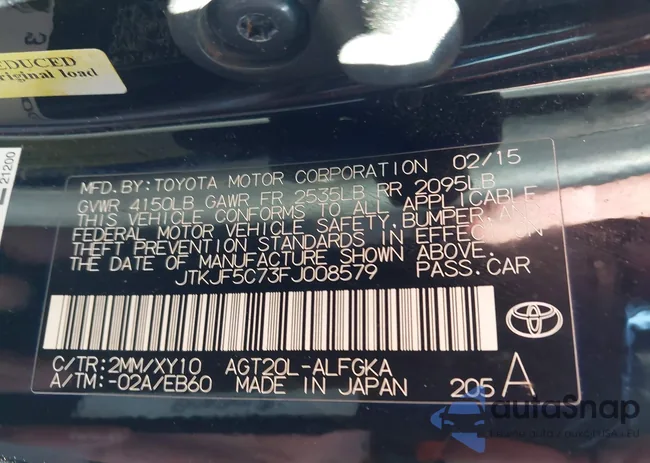 REDUCED
original load
21200
MFD.BY:TOYOTA MOTOR CORPORATION 02/15
GVWR 4150LB GAWR FR 2535LB RR 2095LB
THIS VEHICLE CONFORMS TO ALL APPLICABLE
FEDERAL MOTOR VEHICLE SAFETY,BUMPER,AND
THEFT PREVENTION STANDARDS IN EFFECT ON
THE DATE OF MANUFACTURE SHOWN ABOVE.
JTKJF5C73FJ008579 PASS.CAR
C/TR:2MM/XY10 AGT20L-ALFGKA
A/TM:-02A/EB60 MADE IN JAPAN 205 A
autoSnap